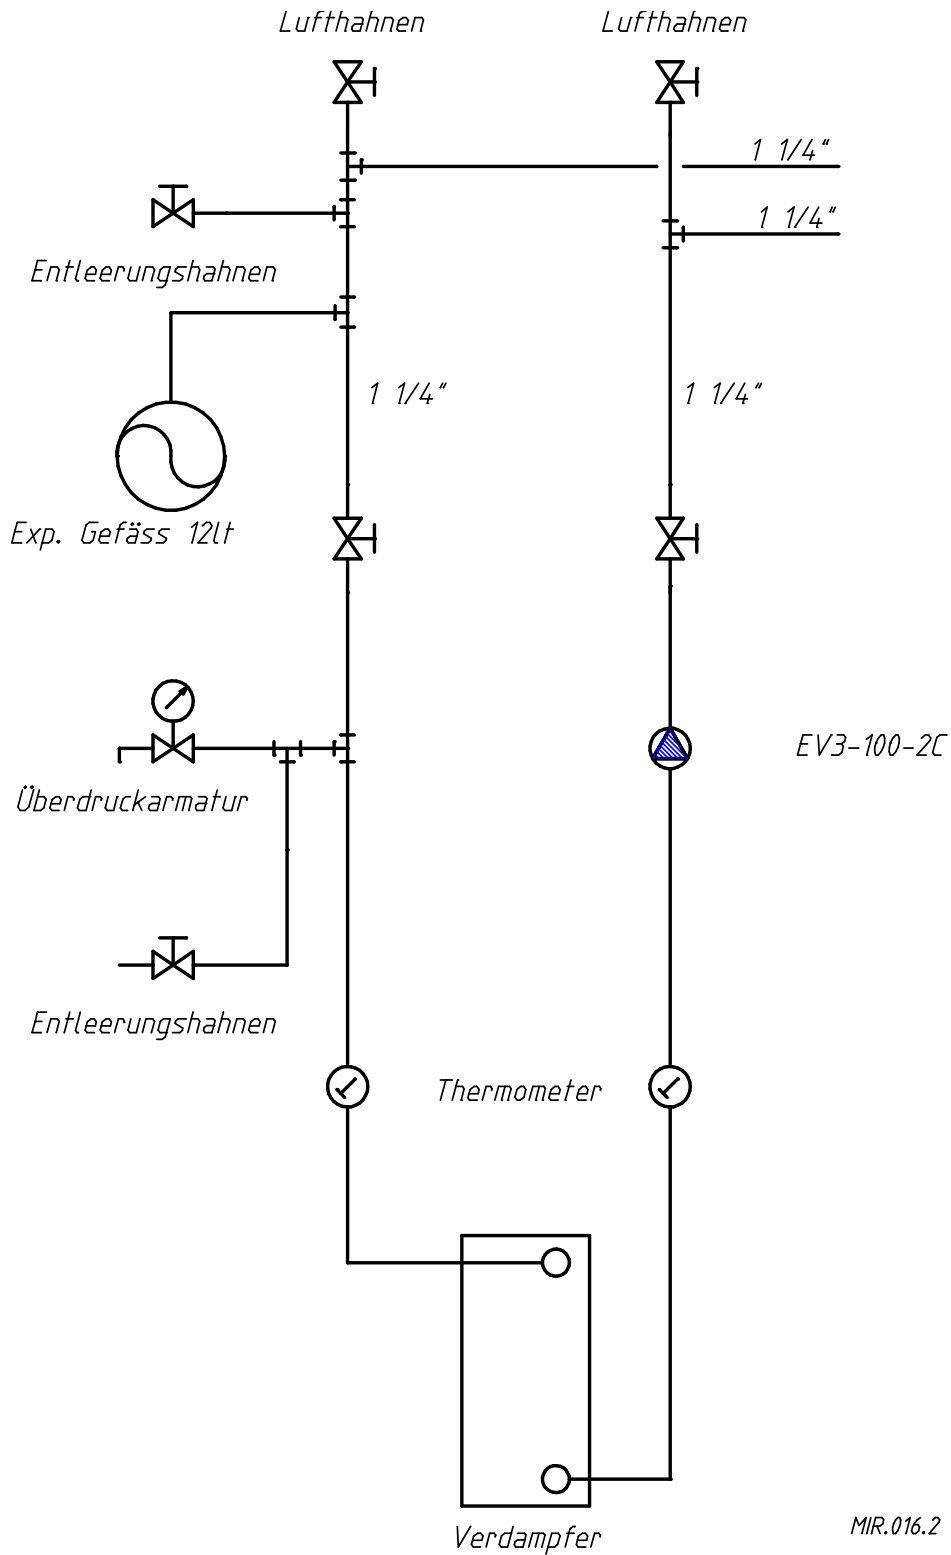 Lufthahnen
Lufthahnen
1 1/4"
1 1/4"
Entleerungshahnen
1 1/4"
1 1/4"
Exp. Gefäss 12lt
EV3-100-2C
Überdruckarmatur
Entleerungshahnen
Thermometer
MIR.016.2
Verdampfer